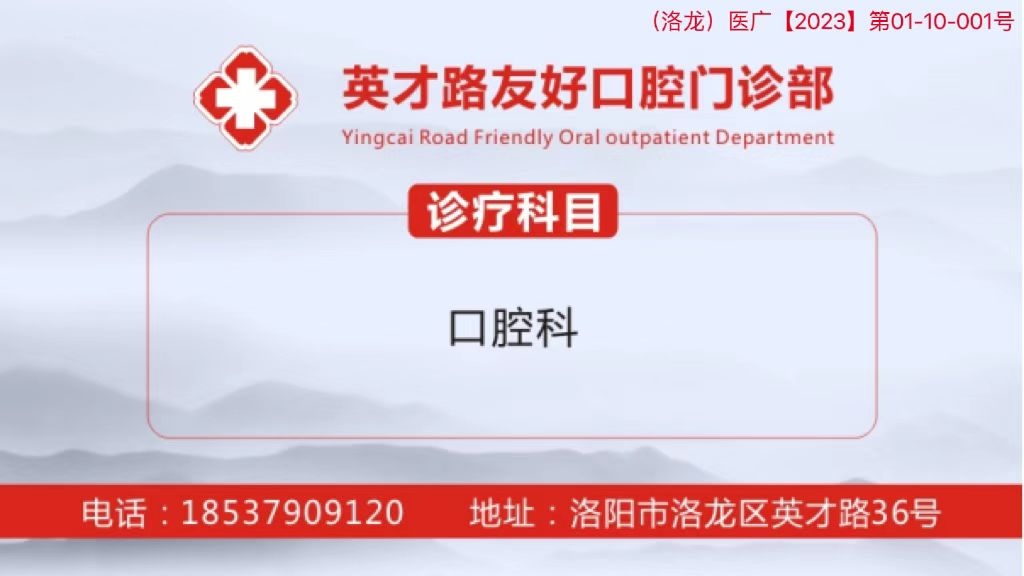 （洛龙）医广【2023】第01-10-001号
英才路友好口腔门诊部
Yingcai Road Friendly Oral outpatient Department
诊疗科目
口腔科
电话：18537909120 地址：洛阳市洛龙区英才路36号